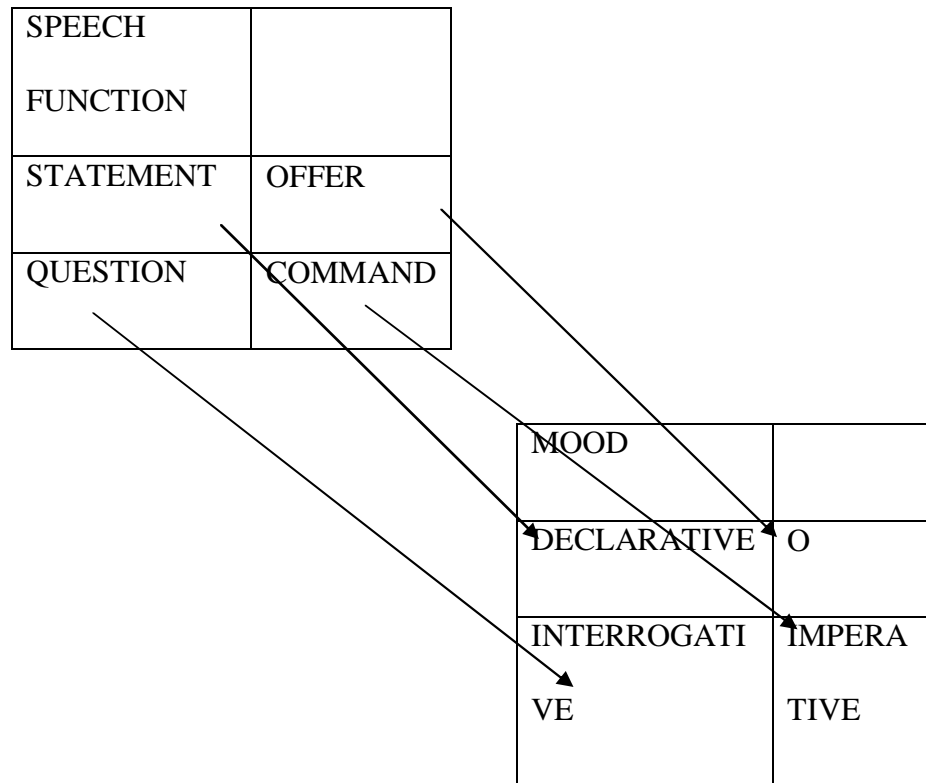 SPEECH
FUNCTION
STATEMENT OFFER
QUESTION COMMAND
MOOD
DECLARATIVE O
INTERROGATI IMPERA
VE TIVE